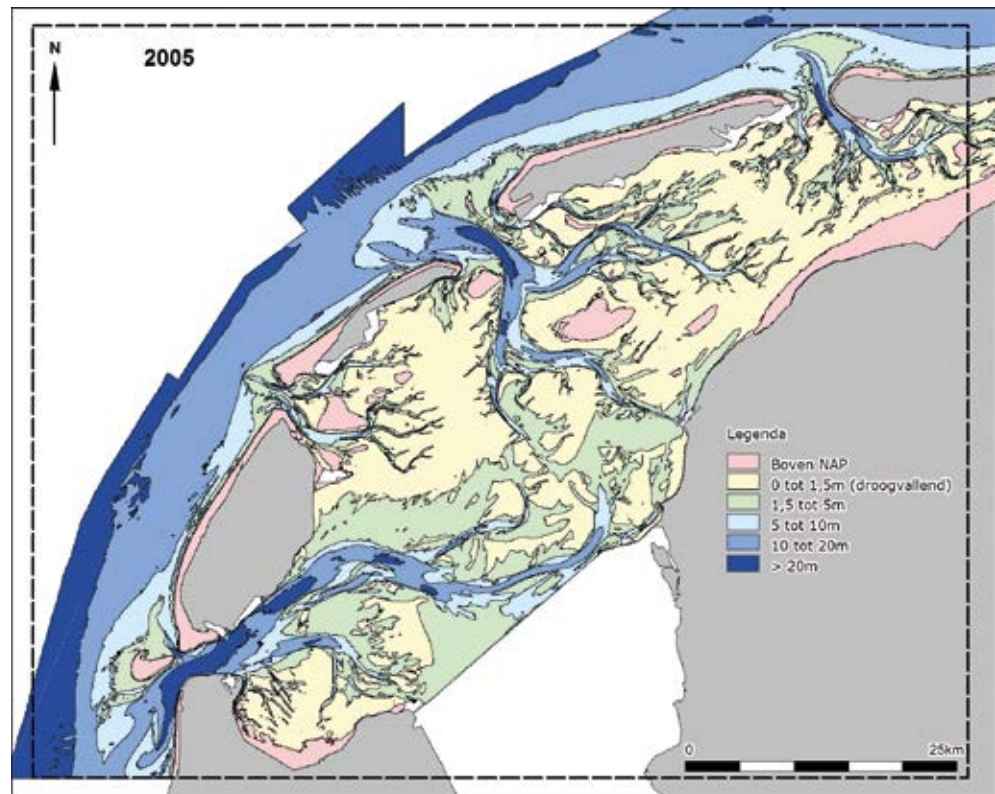 N
2005
Legenda
Boven NAP
0 tot 1,5m (droogvallend)
1,5 tot 5m
5 tot 10m
10 tot 20m
> 20m
0 25km